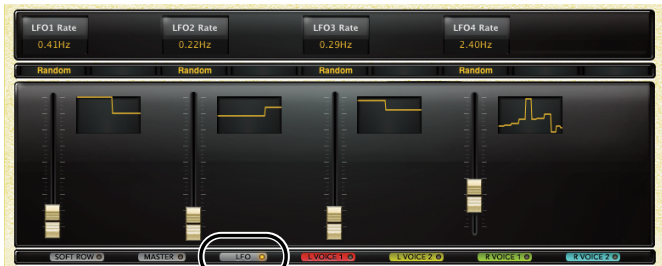 LFO1 Rate LFO2 Rate LFO3 Rate LFO4 Rate
0.41Hz 0.22Hz 0.29Hz 2.40Hz
Random Random Random Random
SOFT ROW MASTER LFO L VOICE 1 L VOICE 2 R VOICE 1 R VOICE 2